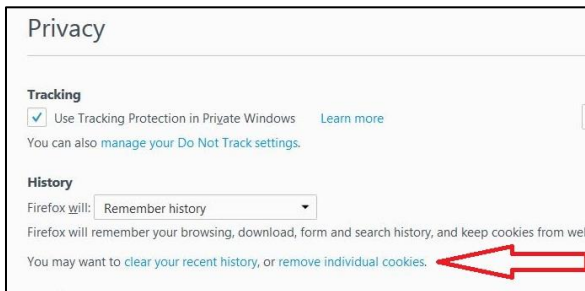 Privacy
Tracking
Use Tracking Protection in Private Windows Learn more
You can also manage your Do Not Track settings.
History
Firefox will: Remember history
Firefox will remember your browsing, download, form and search history, and keep cookies from
You may want to clear your recent history, or remove individual cookies.